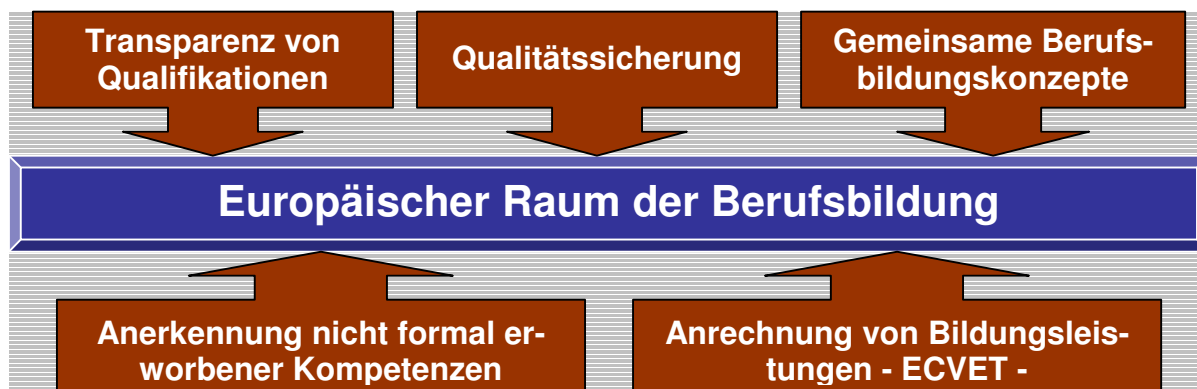 Transparenz von
Qualifikationen
Qualitätssicherung
Gemeinsame Berufs-
bildungskonzepte
Europäischer Raum der Berufsbildung
Anerkennung nicht formal er-
worbener Kompetenzen
Anrechnung von Bildungsleis-
tungen - ECVET -